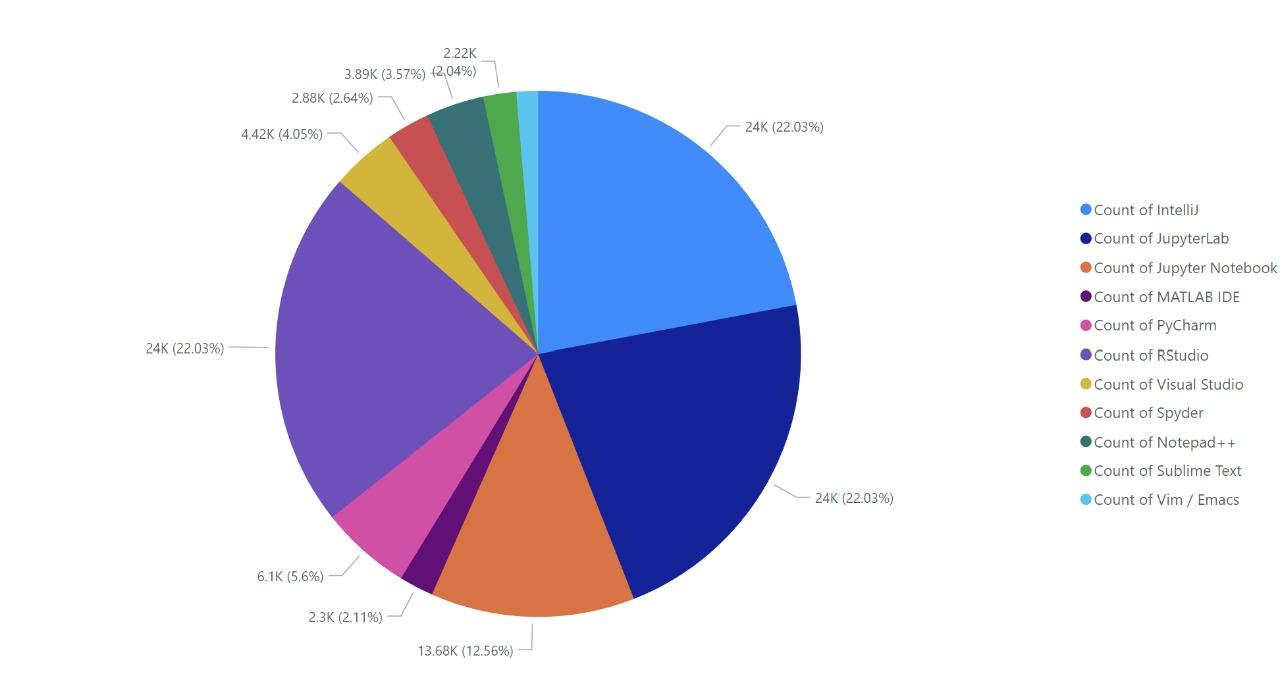 2.22K
(2.04%)
3.89K (3.57%)
2.88K (2.64%)
4.42K (4.05%)
24K (22.03%)
24K (22.03%)
24K (22.03%)
6.1K (5.6%)
2.3K (2.11%)
13.68K (12.56%)
Count of IntelliJ
Count of JupyterLab
Count of Jupyter Notebook
Count of MATLAB IDE
Count of PyCharm
Count of RStudio
Count of Visual Studio
Count of Spyder
Count of Notepad++
Count of Sublime Text
Count of Vim / Emacs